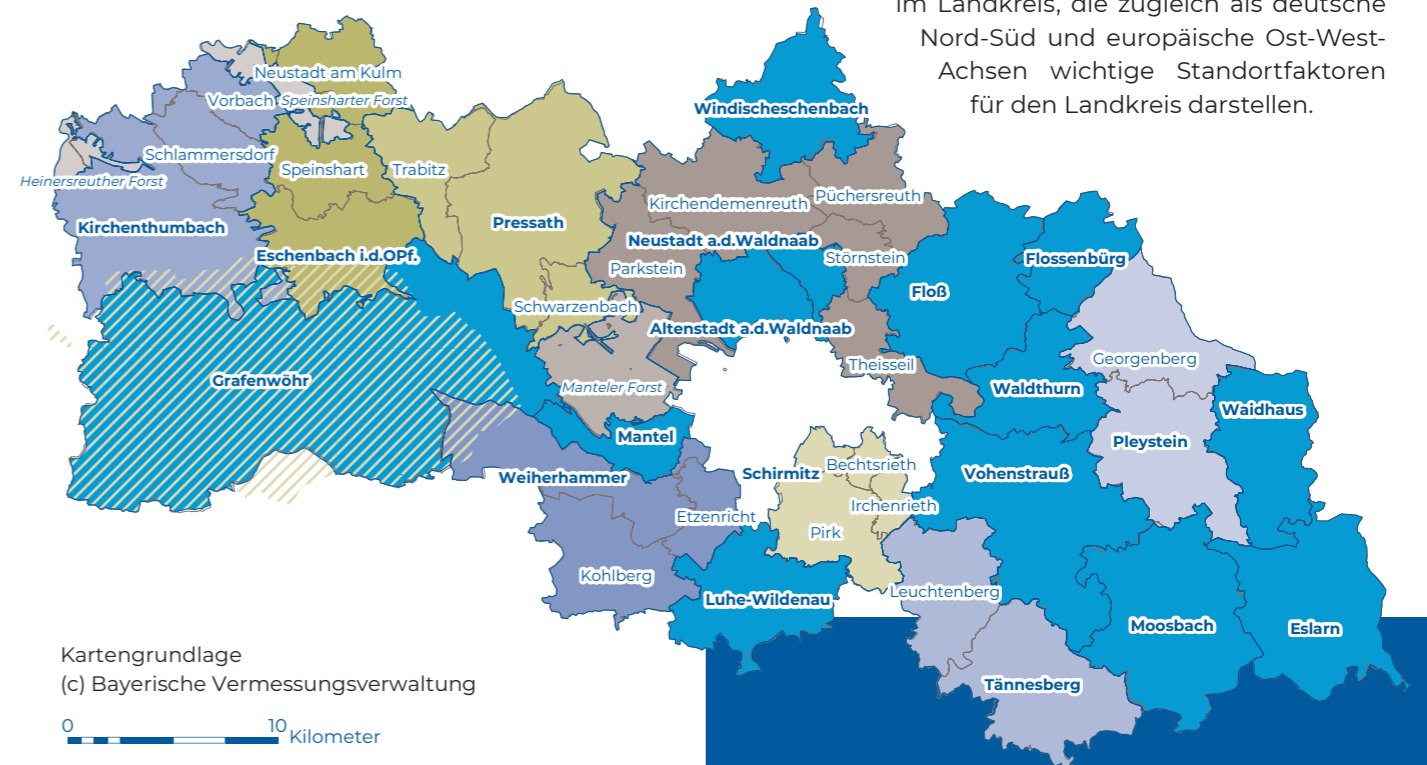 im Landkreis, die zugleich als deutsche
Nord-Süd und europäische Ost-West-
Achsen wichtige Standortfaktoren
für den Landkreis darstellen.
Neustadt am Kulm
Vorbach
Speinsharter Forst
Windischeschenbach
Schlammersdorf
Speinshart
Trabitz
Heinersreuther Forst
Kirchendemenreuth
Püchersreuth
Kirchenthumbach
Pressath
Neustadt a.d.Waldnaab
Eschenbach i.d.OPf.
Parkstein
Störnstein
Flossenbürg
Floß
Schwarzenbach
Altenstadt a.d.Waldnaab
Georgenberg
Theisseil
Grafenwöhr
Manteler Forst
Waldthurn
Waidhaus
Mantel
Pleystein
Weiherhammer
Schirmitz
Bechtsrieth
Vohenstrauß
Etzenricht
Irchenrieth
Pirk
Kohlberg
Luhe-Wildenau
Leuchtenberg
Moosbach
Eslarn
Tännesberg
Kartengrundlage
(c) Bayerische Vermessungsverwaltung
0 10 Kilometer